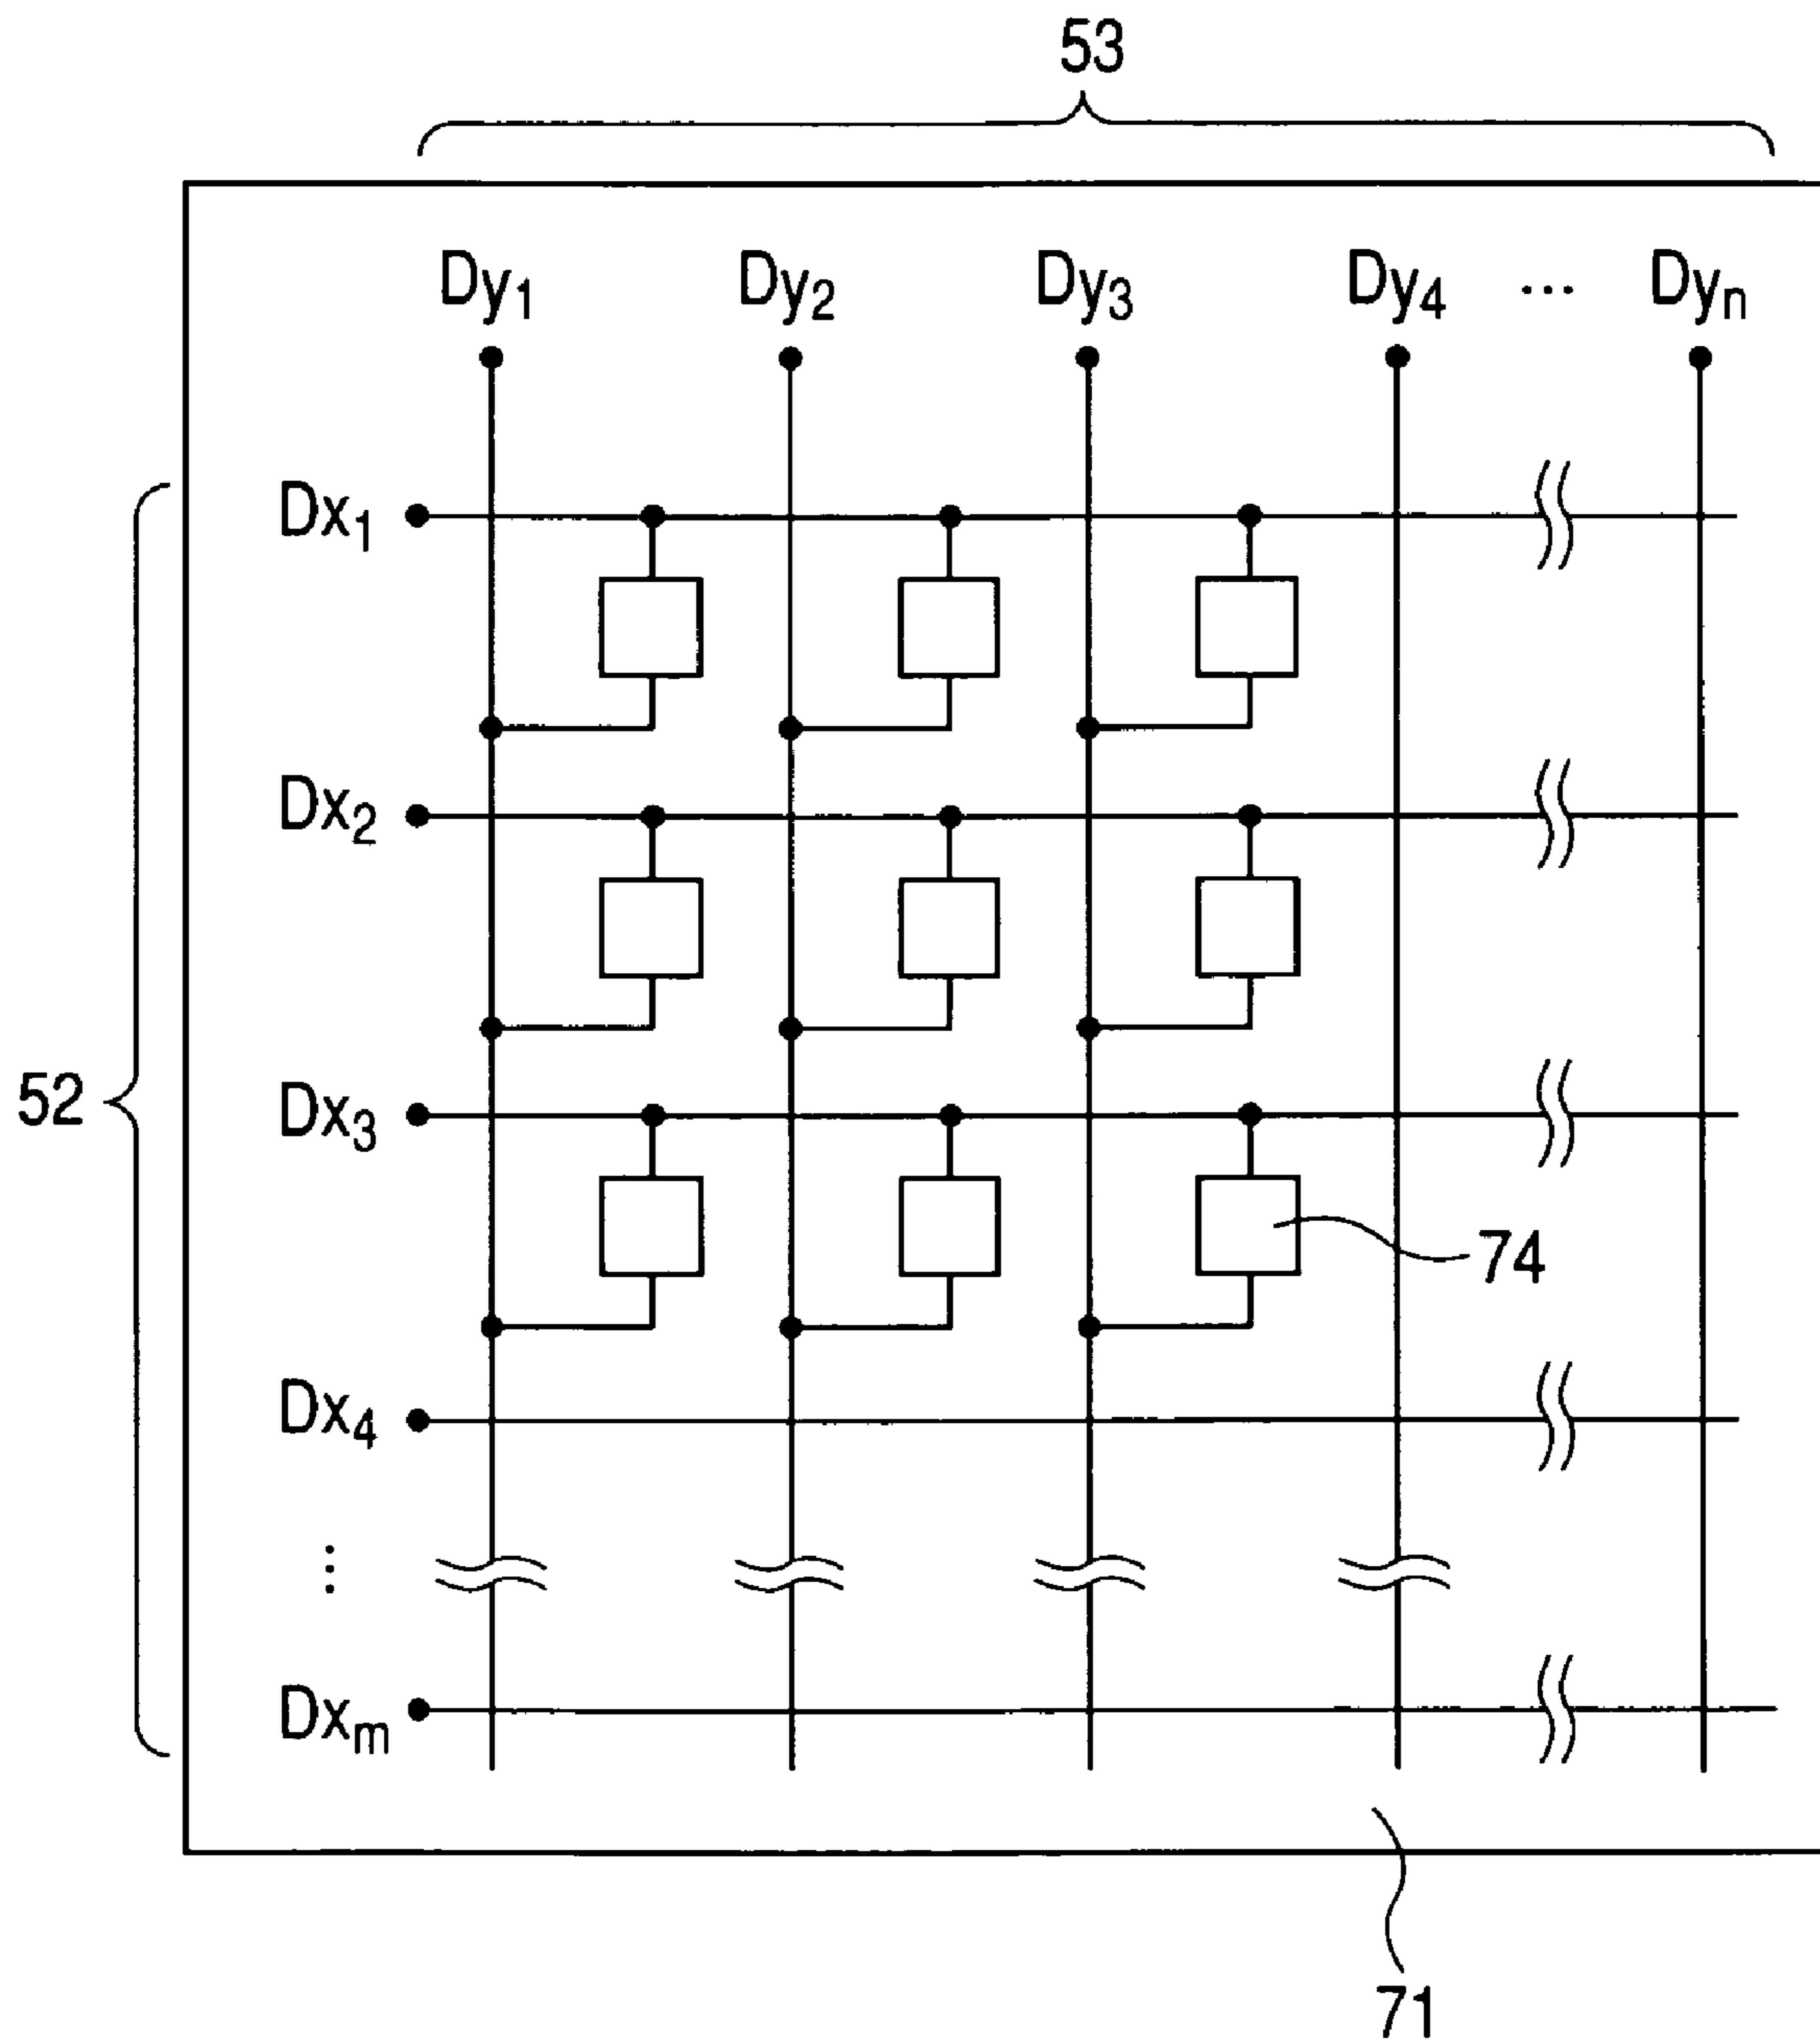 53
Dy₁ Dy₂ Dy₃ Dy₄ ... Dyₙ
Dx₁
Dx₂
52
Dx₃
74
Dx₄
⋮
Dxₘ
71